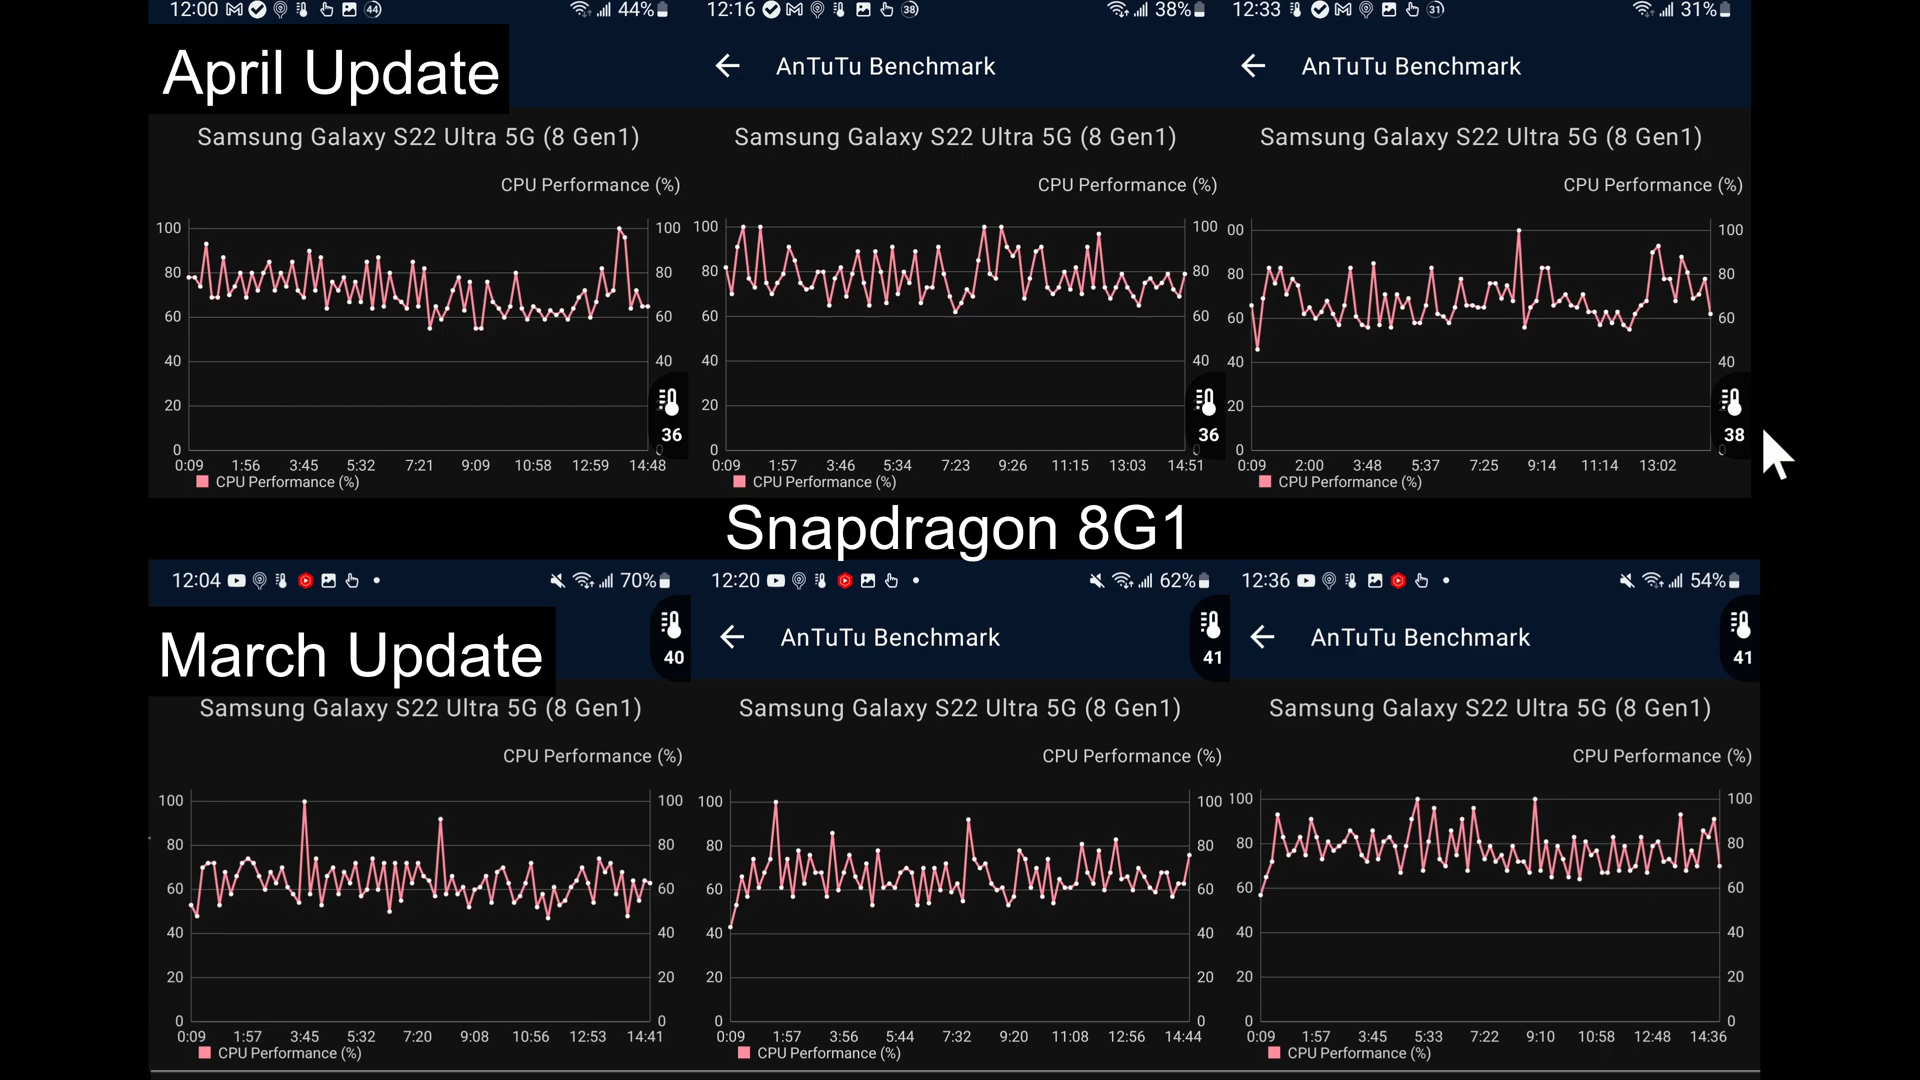 12:00 44 44%
12:16 38 38%
12:33 31 31%
April Update
AnTuTu Benchmark
AnTuTu Benchmark
Samsung Galaxy S22 Ultra 5G (8 Gen1)
Samsung Galaxy S22 Ultra 5G (8 Gen1)
Samsung Galaxy S22 Ultra 5G (8 Gen1)
CPU Performance (%)
CPU Performance (%)
CPU Performance (%)
100 100 100 100 00 100
80 80 80 80 80 80
60 60 60 60 60 60
40 40 40 40 40 40
20 20 20
36 36 38
0 0 0 0 0 0
0:09 1:56 3:45 5:32 7:21 9:09 10:58 12:59 14:48
0:09 1:57 3:46 5:34 7:23 9:26 11:15 13:03 14:51
0:09 2:00 3:48 5:37 7:25 9:14 11:14 13:02
CPU Performance (%)
CPU Performance (%)
CPU Performance (%)
Snapdragon 8G1
12:04 70%
12:20 62%
12:36 54%
March Update
40
AnTuTu Benchmark
41
AnTuTu Benchmark
41
Samsung Galaxy S22 Ultra 5G (8 Gen1)
Samsung Galaxy S22 Ultra 5G (8 Gen1)
Samsung Galaxy S22 Ultra 5G (8 Gen1)
CPU Performance (%)
CPU Performance (%)
CPU Performance (%)
100 100 100 100 100 100
80 80 80 80 80 80
60 60 60 60 60 60
40 40 40 40 40 40
20 20 20 20 20 20
0 0 0 0 0 0
0:09 1:57 3:45 5:32 7:20 9:08 10:56 12:53 14:41
0:09 1:57 3:56 5:44 7:32 9:20 11:08 12:56 14:44
0:09 1:57 3:45 5:33 7:22 9:10 10:58 12:48 14:36
CPU Performance (%)
CPU Performance (%)
CPU Performance (%)